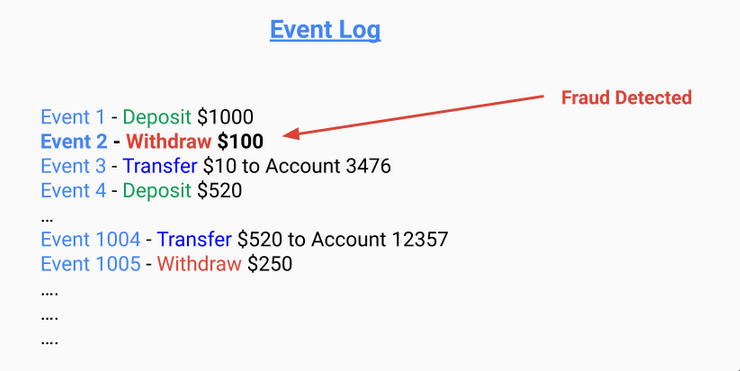 Event Log
Fraud Detected
Event 1 - Deposit $1000
Event 2 - Withdraw $100
Event 3 - Transfer $10 to Account 3476
Event 4 - Deposit $520
...
Event 1004 - Transfer $520 to Account 12357
Event 1005 - Withdraw $250
....
....
....